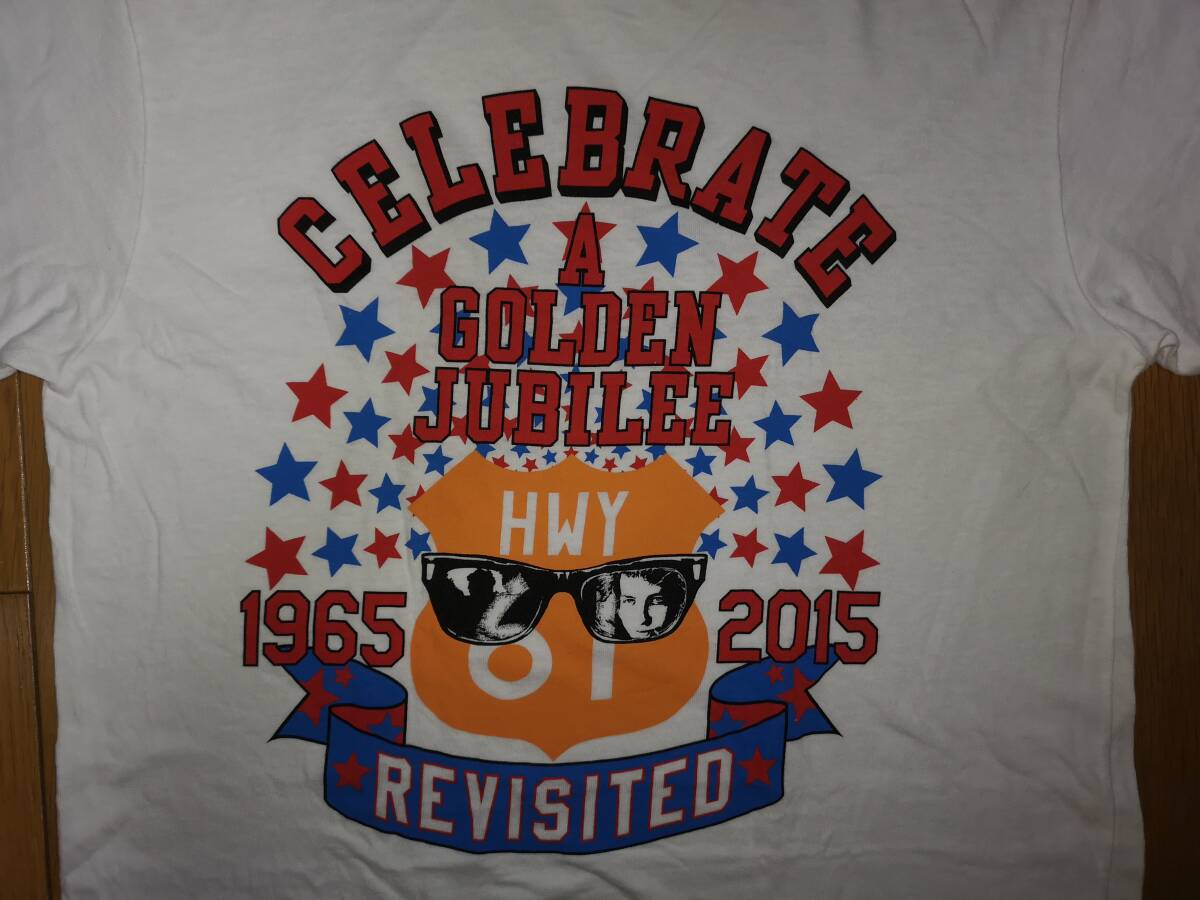 CELEBRATE
A
GOLDEN
JUBILEE
HWY
61
1965
2015
REVISITED